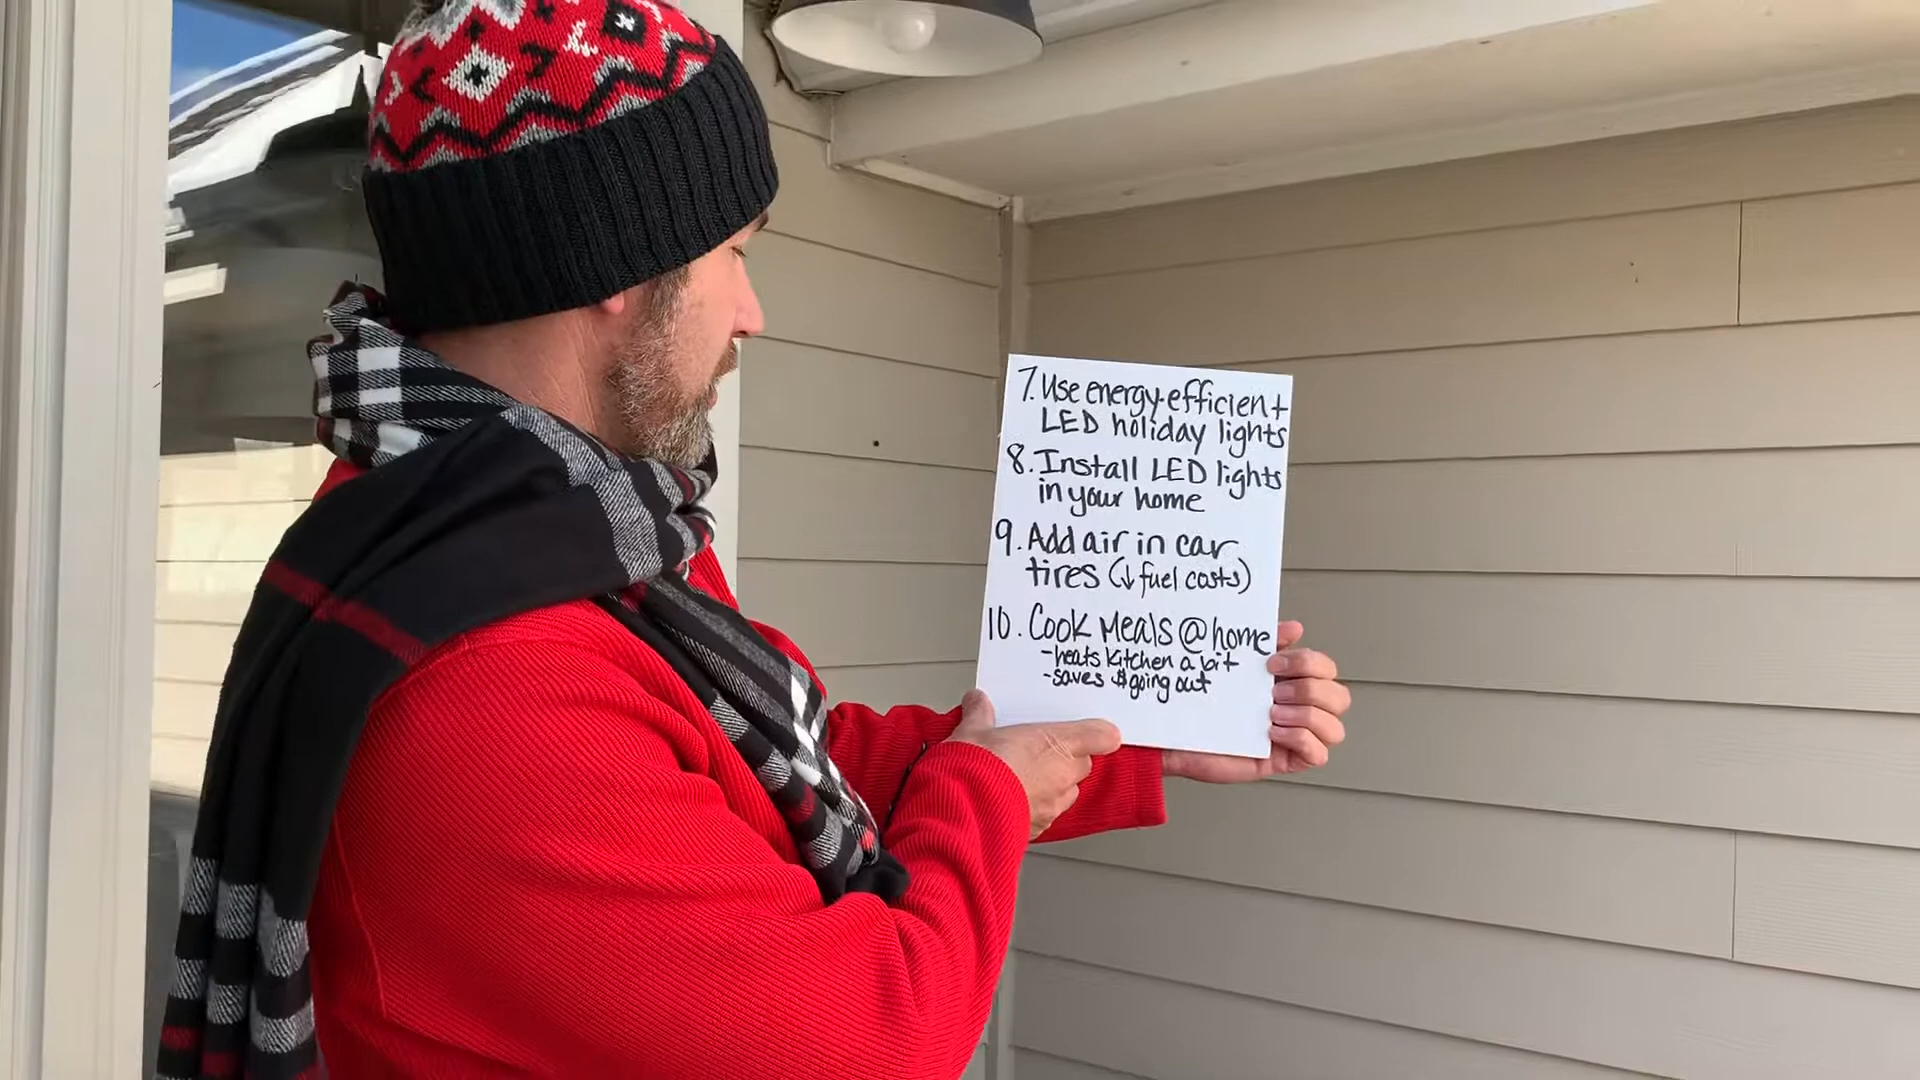 7. Use energy-efficient
LED holiday lights
8. Install LED lights
in your home
9. Add air in car
tires (↓ fuel costs)
10. Cook Meals @ home
- heats kitchen a bit
- saves $ going out